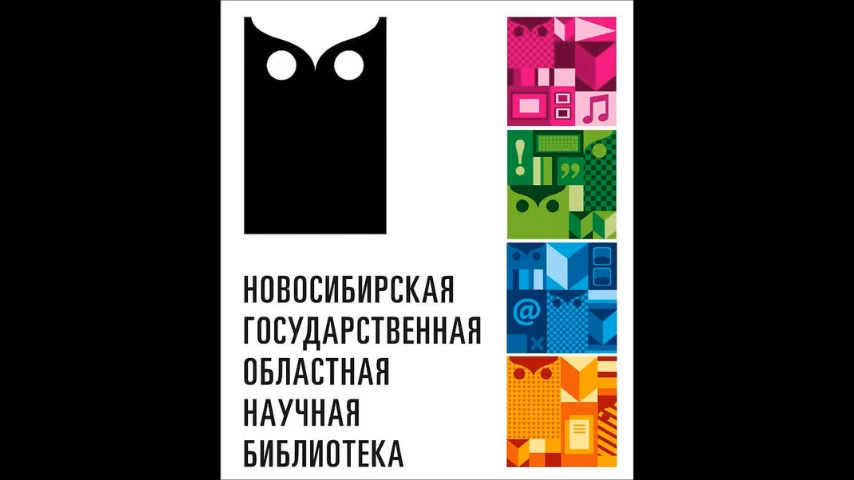 НОВОСИБИРСКАЯ
ГОСУДАРСТВЕННАЯ
ОБЛАСТНАЯ
НАУЧНАЯ
БИБЛИОТЕКА
!
”
@